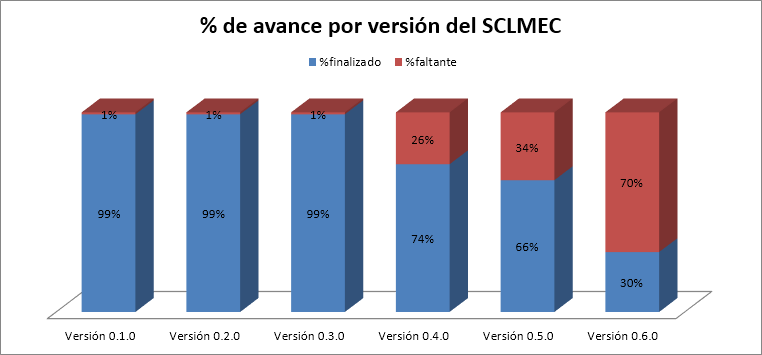 % de avance por versión del SCLMEC
%finalizado %faltante
1% 1% 1%
26% 34%
70%
99% 99% 99%
74% 66%
30%
Versión 0.1.0 Versión 0.2.0 Versión 0.3.0 Versión 0.4.0 Versión 0.5.0 Versión 0.6.0